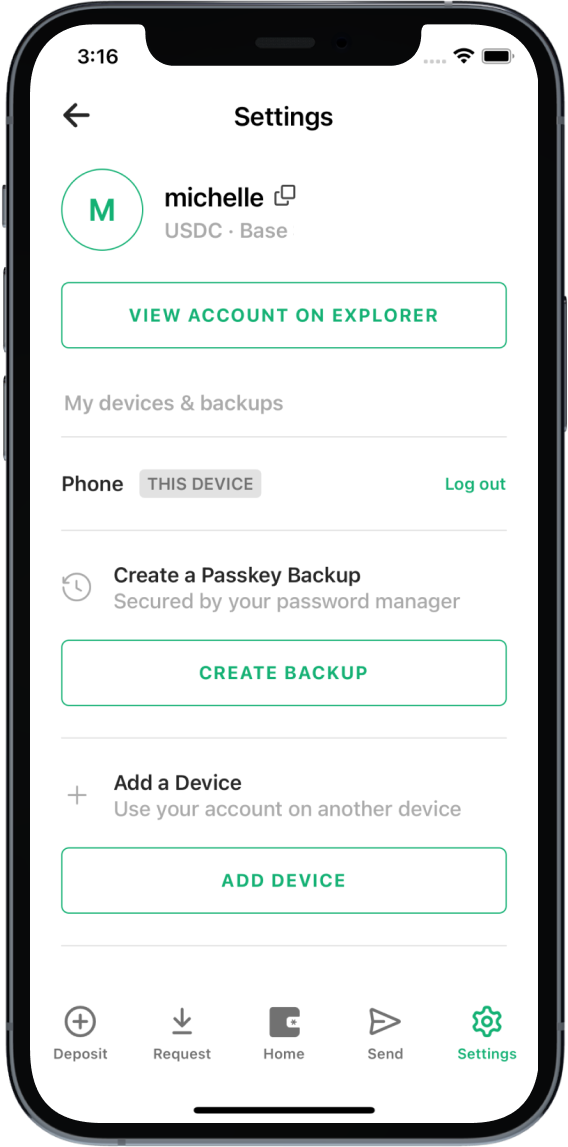 3:16
Settings
M
michelle
USDC · Base
VIEW ACCOUNT ON EXPLORER
My devices & backups
Phone THIS DEVICE Log out
Create a Passkey Backup
Secured by your password manager
CREATE BACKUP
Add a Device
Use your account on another device
ADD DEVICE
Deposit Request Home Send Settings